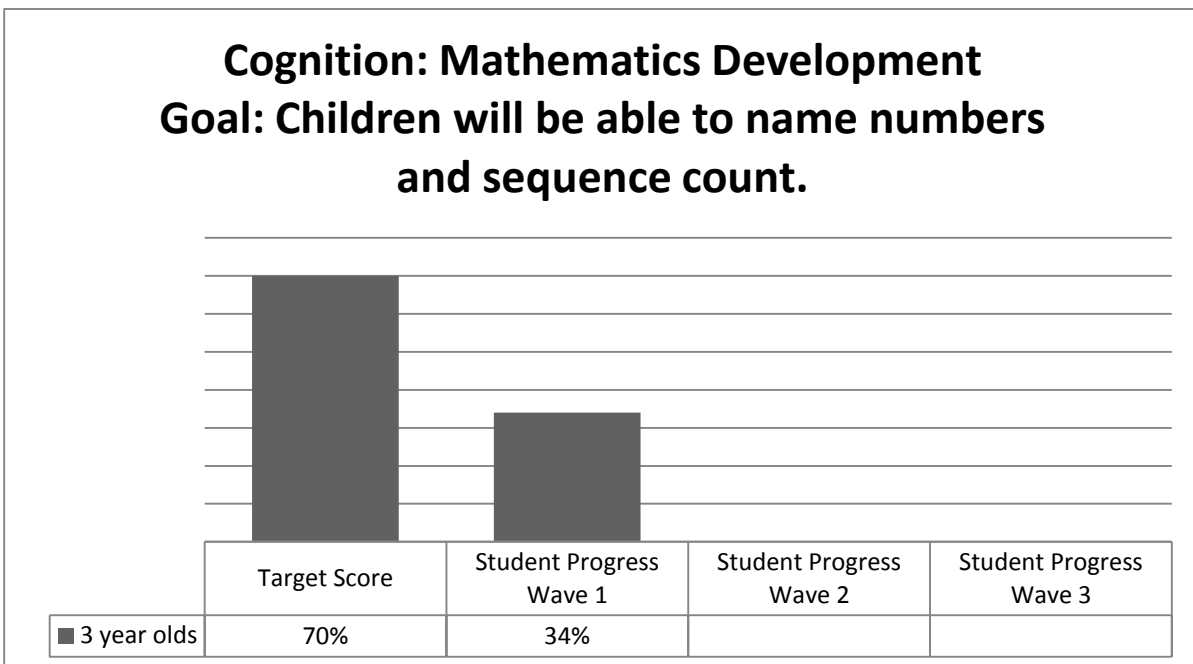 Cognition: Mathematics Development
Goal: Children will be able to name numbers
and sequence count.
Target Score
Student Progress
Wave 1
Student Progress
Wave 2
Student Progress
Wave 3
3 year olds 70% 34%